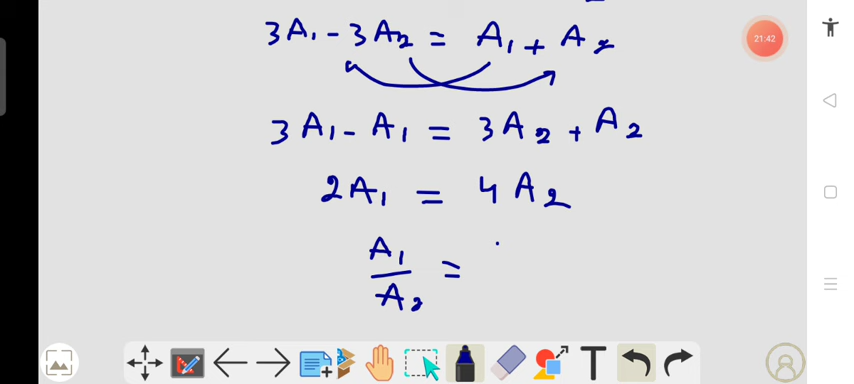 21:42
3A₁ - 3A₂ = A₁ + A₂
3A₁ - A₁ = 3A₂ + A₂
2A₁ = 4A₂
A₁/A₂ =
T